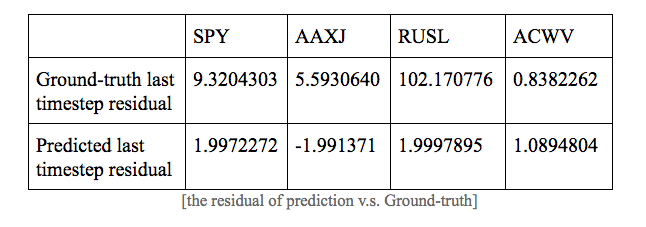 SPY AAXJ RUSL ACWV
Ground-truth last timestep residual 9.3204303 5.5930640 102.170776 0.8382262
Predicted last timestep residual 1.9972272 -1.991371 1.9997895 1.0894804
[the residual of prediction v.s. Ground-truth]